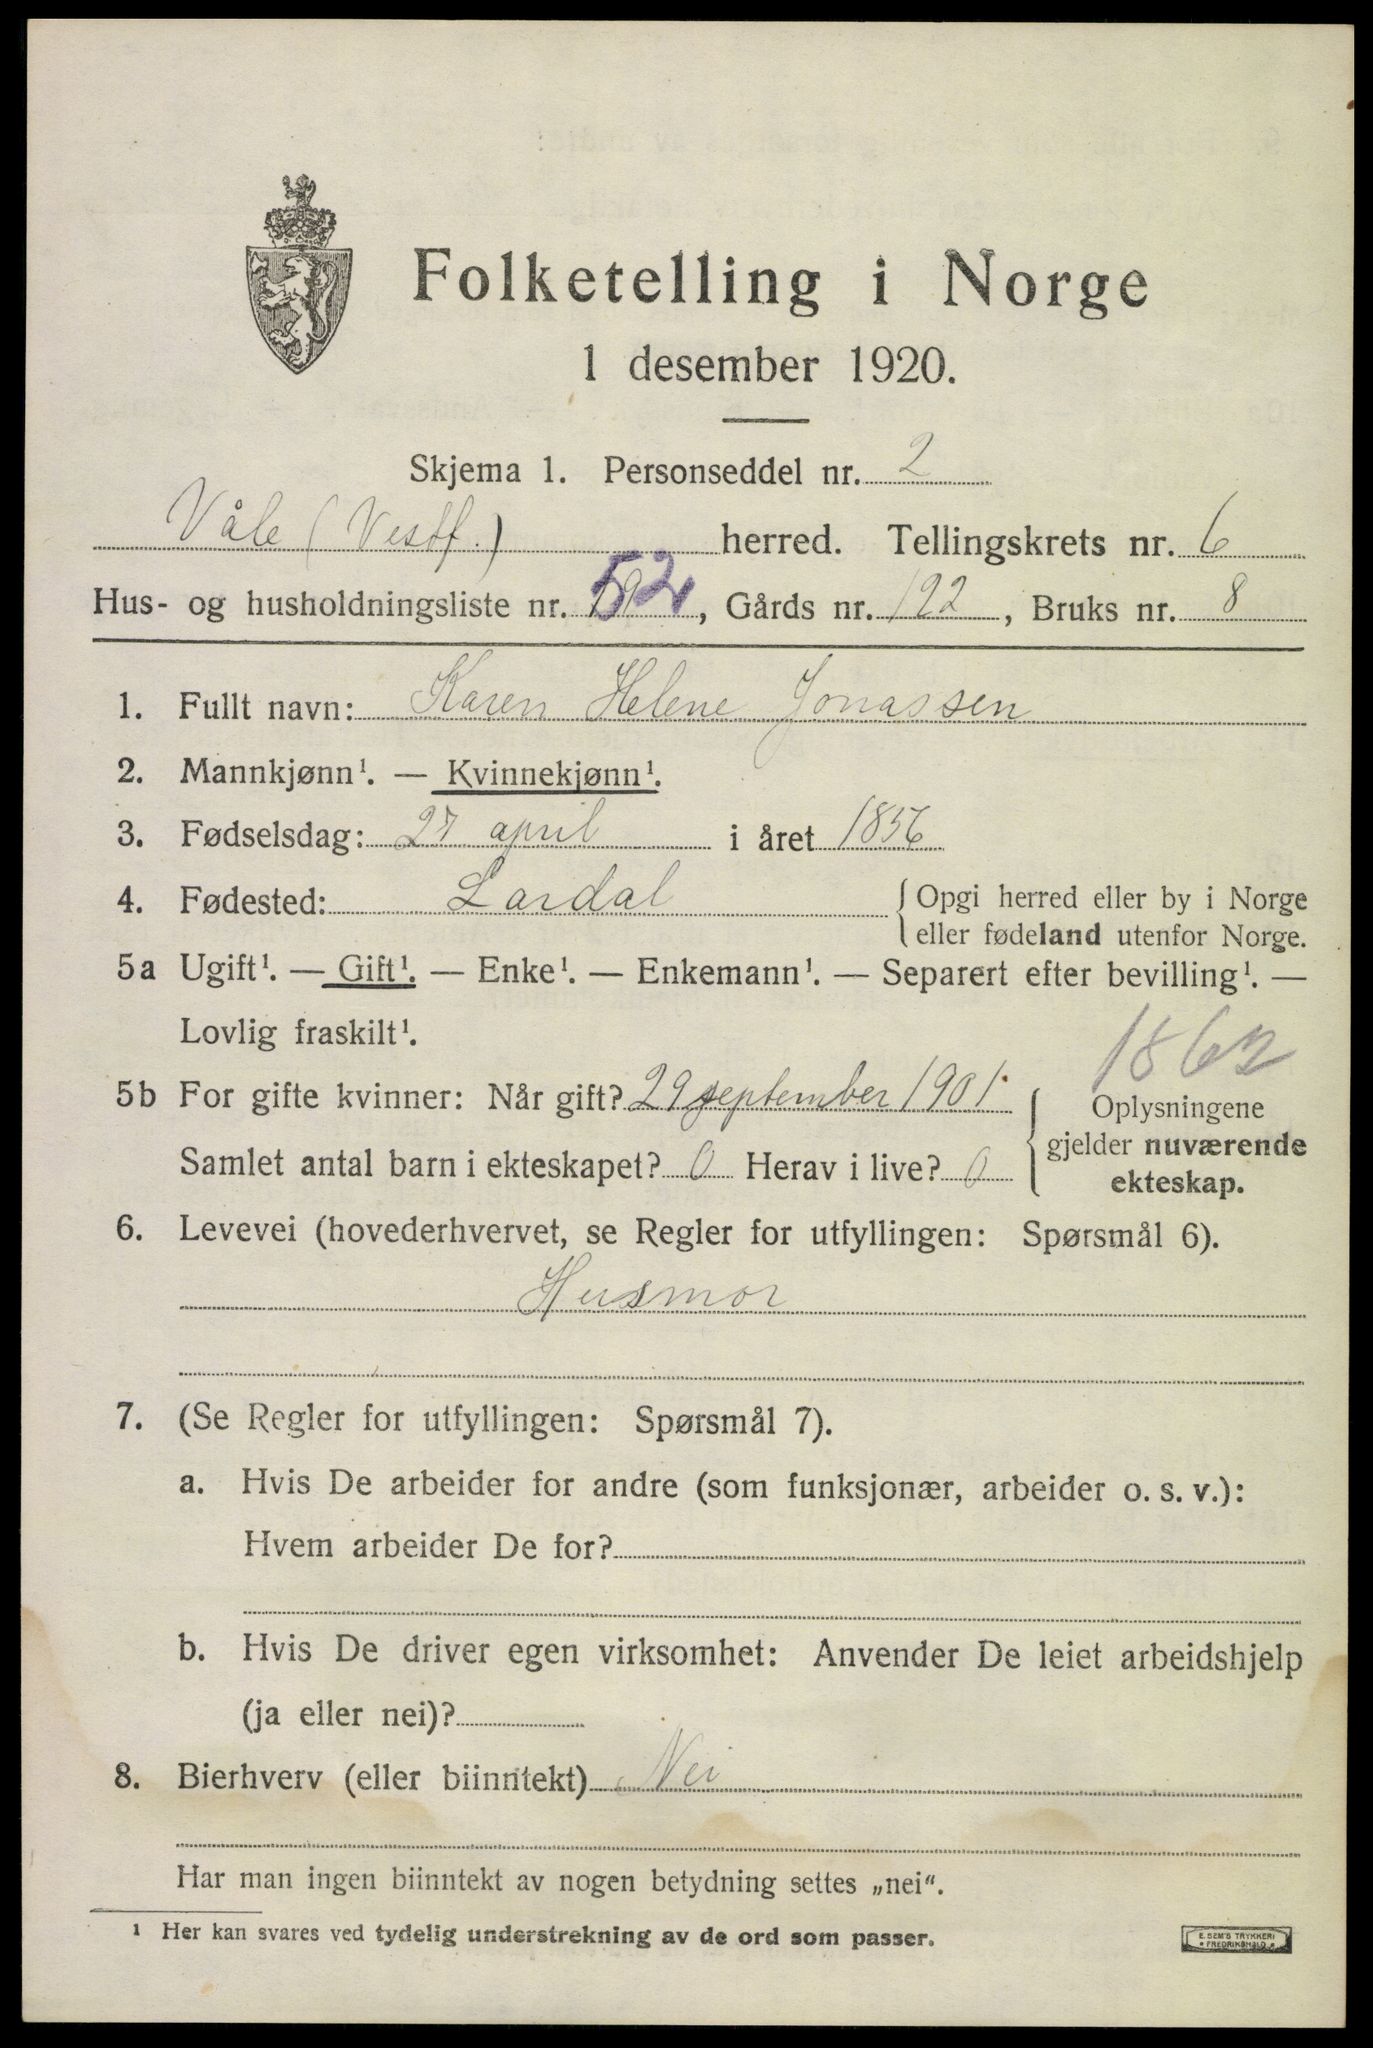 Folketelling i Norge
1 desember 1920.
Skjema 1. Personseddel nr. 2
Våle (Vestf.) herred. Tellingskrets nr. 6
Hus- og husholdningsliste nr. 52, Gårds nr. 122, Bruks nr. 8
1. Fullt navn: Karen Helene Jonassen
2. Mannkjønn¹. — Kvinnekjønn¹.
3. Fødselsdag: 27 april i året 1856
4. Fødested: Lardal { Opgi herred eller by i Norge
eller fødeland utenfor Norge.
5a Ugift¹. — Gift¹. — Enke¹. — Enkemann¹. — Separert efter bevilling¹. —
Lovlig fraskilt¹.
5b For gifte kvinner: Når gift? 29 september 1901. { Oplysningene
gjelder nuværende
Samlet antal barn i ekteskapet? 0 Herav i live? 0
ekteskap.
6. Levevei (hovederhvervet, se Regler for utfyllingen: Spørsmål 6).
Husmor
7. (Se Regler for utfyllingen: Spørsmål 7).
a. Hvis De arbeider for andre (som funksjonær, arbeider o. s. v.):
Hvem arbeider De for?
b. Hvis De driver egen virksomhet: Anvender De leiet arbeidshjelp
(ja eller nei)?
8. Bierhverv (eller biinntekt) Nei
Har man ingen biinntekt av nogen betydning settes „nei“.
¹ Her kan svares ved tydelig understrekning av de ord som passer.
E. SEM'S TRYKKERI
FREDRIKSHALD